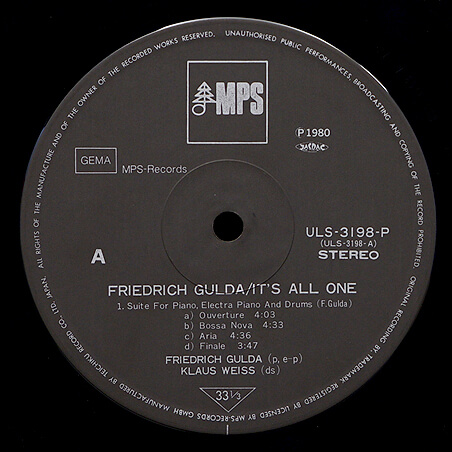 ALL RIGHTS OF THE MANUFACTURE AND OF THE OWNER OF THE RECORDED WORKS RESERVED. UNAUTHORISED PUBLIC PERFORMANCES, BROADCASTING AND COPYING OF THE RECORD PROHIBITED
MPS
GEMA
MPS-Records
Ⓟ1980
ULS-3198-P
(ULS-3198-A)
STEREO
A
FRIEDRICH GULDA/IT'S ALL ONE
1. Suite For Piano, Electra Piano And Drums (F.Gulda)
a) Ouverture 4:03
b) Bossa Nova 4:33
c) Aria 4:36
d) Finale 3:47
FRIEDRICH GULDA (p, e-p)
KLAUS WEISS (ds)
33 1/3
MANUFACTURED BY TEICHIKU RECORD CO., LTD. JAPAN.
ORIGINAL RECORDING BY TRADEMARK REGISTERED LICENSED BY MPS-RECORDS GMBH